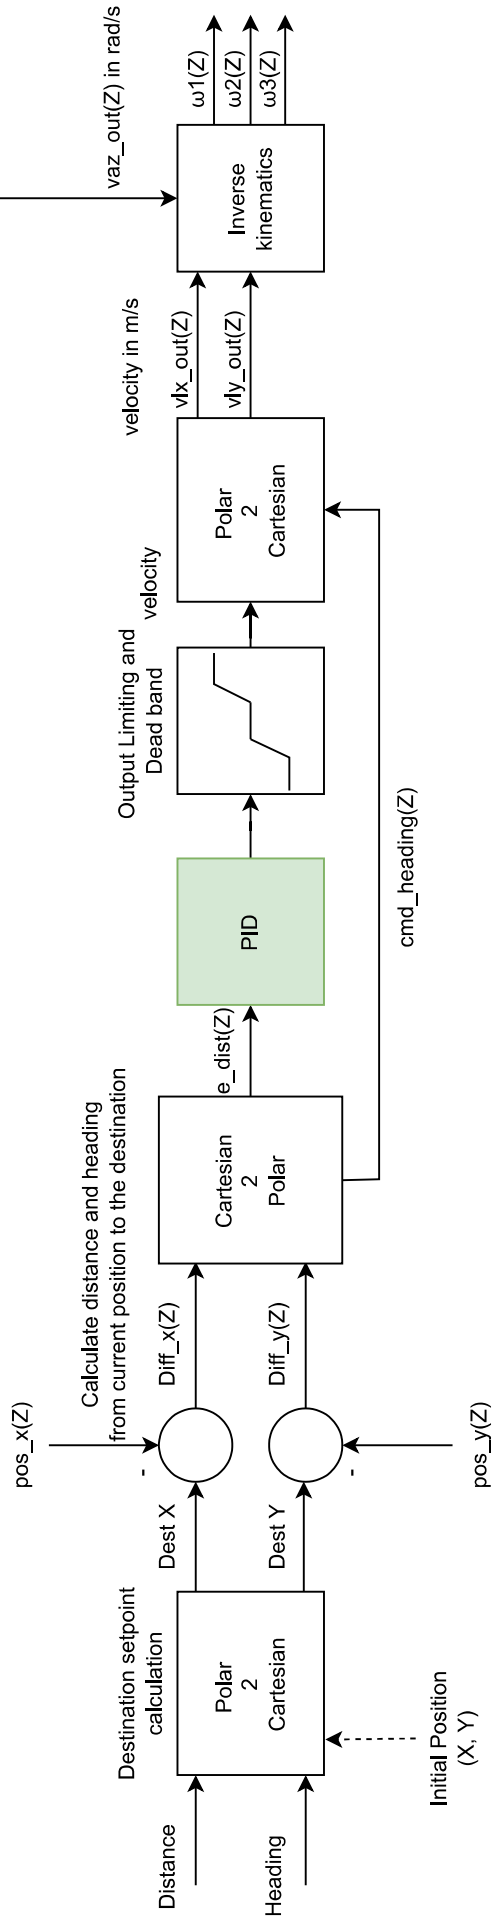 Distance
Heading
Destination setpoint
calculation
Polar
2
Cartesian
Initial Position
(X, Y)
Dest X
Dest Y
pos_x(Z)
-
pos_y(Z)
-
Diff_x(Z)
Diff_y(Z)
Calculate distance and heading
from current position to the destination
Cartesian
2
Polar
e_dist(Z)
cmd_heading(Z)
PID
Output Limiting and
Dead band
velocity
Polar
2
Cartesian
velocity in m/s
vlx_out(Z)
vly_out(Z)
vaz_out(Z) in rad/s
Inverse
kinematics
ω1(Z)
ω2(Z)
ω3(Z)